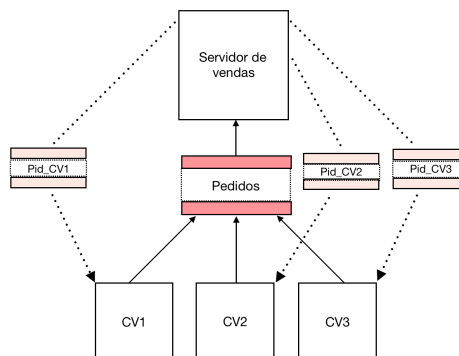 Servidor de
vendas
Pid_CV1
Pedidos
Pid_CV2
Pid_CV3
CV1
CV2
CV3